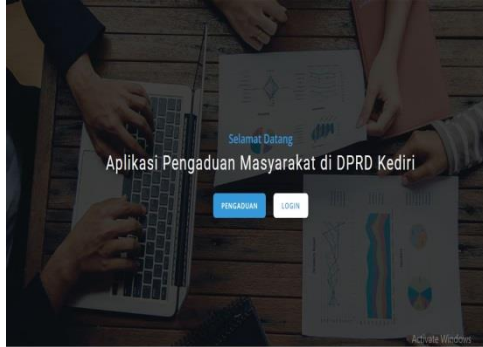 Selamat Datang
Aplikasi Pengaduan Masyarakat di DPRD Kediri
PENGADUAN
LOGIN
Activate Windows